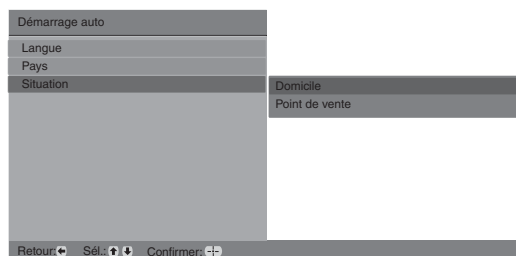 Démarrage auto
Langue
Pays
Situation
Domicile
Point de vente
Retour: Sél.: Confirmer: